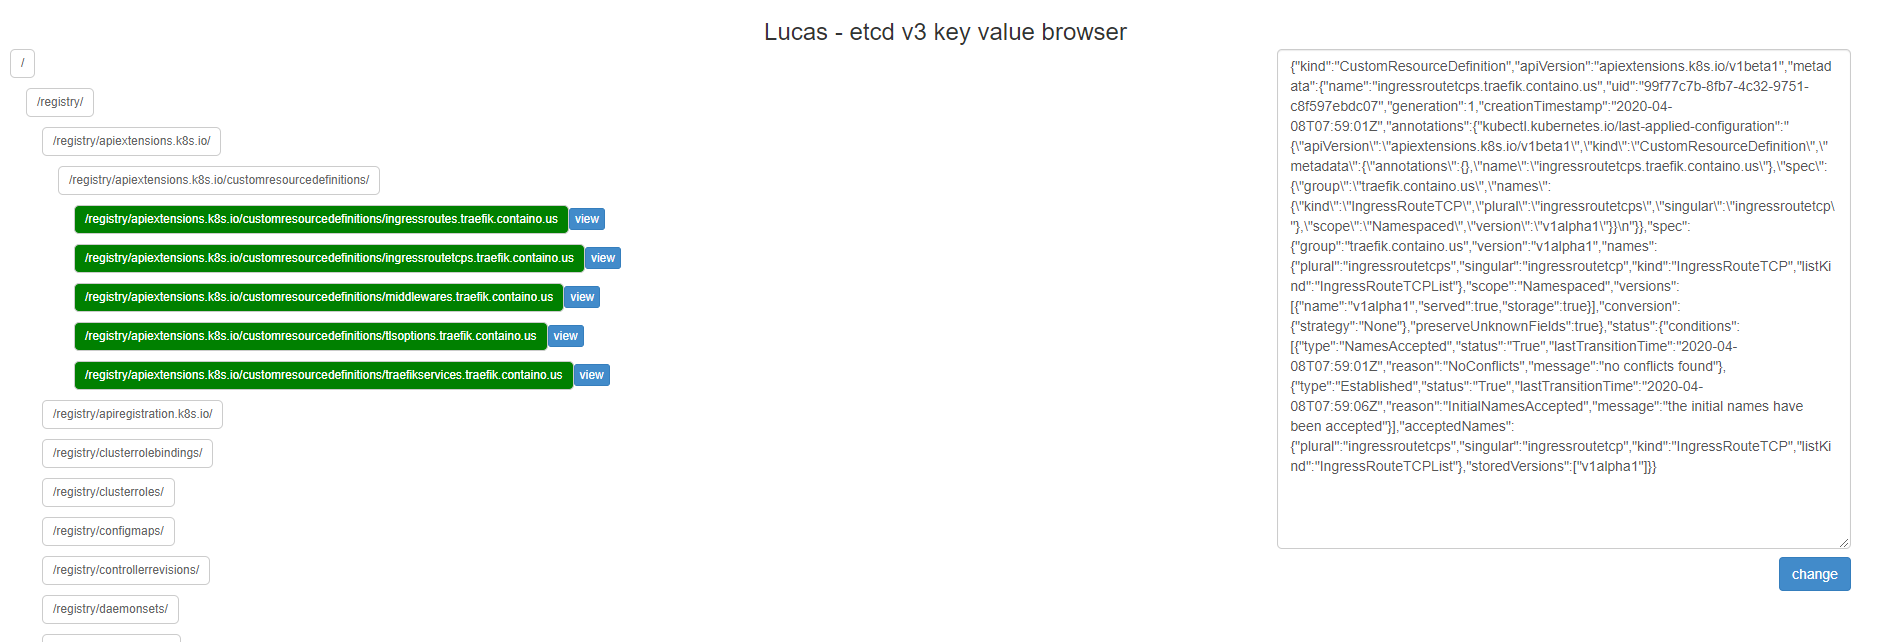 Lucas - etcd v3 key value browser
/
/registry/
/registry/apiextensions.k8s.io/
/registry/apiextensions.k8s.io/customresourcedefinitions/
/registry/apiextensions.k8s.io/customresourcedefinitions/ingressroutes.traefik.containo.us view
/registry/apiextensions.k8s.io/customresourcedefinitions/ingressroutetcps.traefik.containo.us view
/registry/apiextensions.k8s.io/customresourcedefinitions/middlewares.traefik.containo.us view
/registry/apiextensions.k8s.io/customresourcedefinitions/tlsoptions.traefik.containo.us view
/registry/apiextensions.k8s.io/customresourcedefinitions/traefikservices.traefik.containo.us view
/registry/apiregistration.k8s.io/
/registry/clusterrolebindings/
/registry/clusterroles/
/registry/configmaps/
/registry/controllerrevisions/
/registry/daemonsets/
{"kind":"CustomResourceDefinition","apiVersion":"apiextensions.k8s.io/v1beta1","metad
ata":{"name":"ingressroutetcps.traefik.containo.us","uid":"99f77c7b-8fb7-4c32-9751-
c8f597ebdc07","generation":1,"creationTimestamp":"2020-04-
08T07:59:01Z","annotations":{"kubectl.kubernetes.io/last-applied-configuration":"
{\"apiVersion\":\"apiextensions.k8s.io/v1beta1\",\"kind\":\"CustomResourceDefinition\",\"
metadata\":{\"annotations\":{},\"name\":\"ingressroutetcps.traefik.containo.us\"},\"spec\":
{\"group\":\"traefik.containo.us\",\"names\":
{\"kind\":\"IngressRouteTCP\",\"plural\":\"ingressroutetcps\",\"singular\":\"ingressroutetcp\
"},\"scope\":\"Namespaced\",\"version\":\"v1alpha1\"}}\n"}},"spec":
{"group":"traefik.containo.us","version":"v1alpha1","names":
{"plural":"ingressroutetcps","singular":"ingressroutetcp","kind":"IngressRouteTCP","listKi
nd":"IngressRouteTCPList"},"scope":"Namespaced","versions":
[{"name":"v1alpha1","served":true,"storage":true}],"conversion":
{"strategy":"None"},"preserveUnknownFields":true},"status":{"conditions":
[{"type":"NamesAccepted","status":"True","lastTransitionTime":"2020-04-
08T07:59:01Z","reason":"NoConflicts","message":"no conflicts found"},
{"type":"Established","status":"True","lastTransitionTime":"2020-04-
08T07:59:06Z","reason":"InitialNamesAccepted","message":"the initial names have
been accepted"}],"acceptedNames":
{"plural":"ingressroutetcps","singular":"ingressroutetcp","kind":"IngressRouteTCP","listKi
nd":"IngressRouteTCPList"},"storedVersions":["v1alpha1"]}}
change